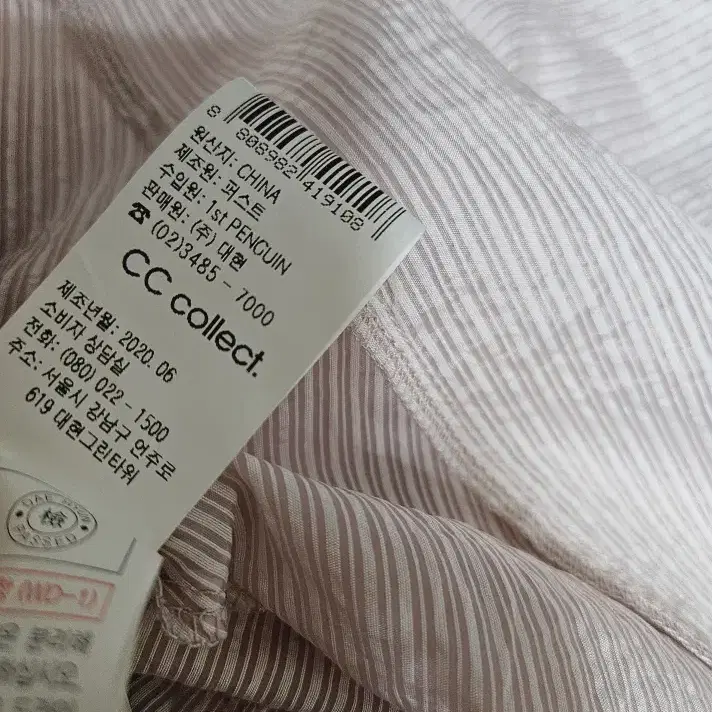 8 808982 419108
원산지: CHINA
제조원: 퍼스트
수입원: 1st PENGUIN
판매원: (주) 대현
☎ (02)3485-7000
CC collect.
제조년월: 2020. 06
소비자 상담실
전화: (080) 022-1500
주소: 서울시 강남구 언주로
619 대현그린타워
檢
PASSED